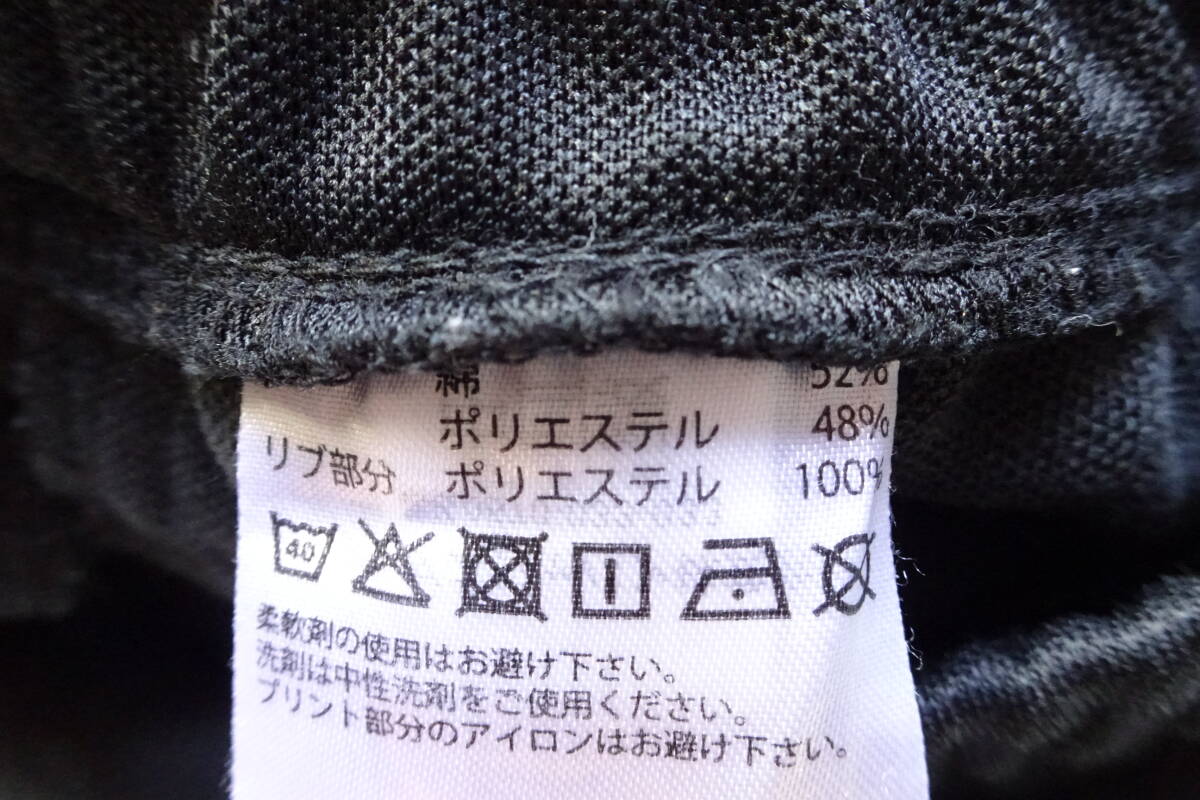 綿 52%
ポリエステル 48%
リブ部分 ポリエステル 100%
40
柔軟剤の使用はお避け下さい。
洗剤は中性洗剤をご使用ください。
プリント部分のアイロンはお避け下さい。